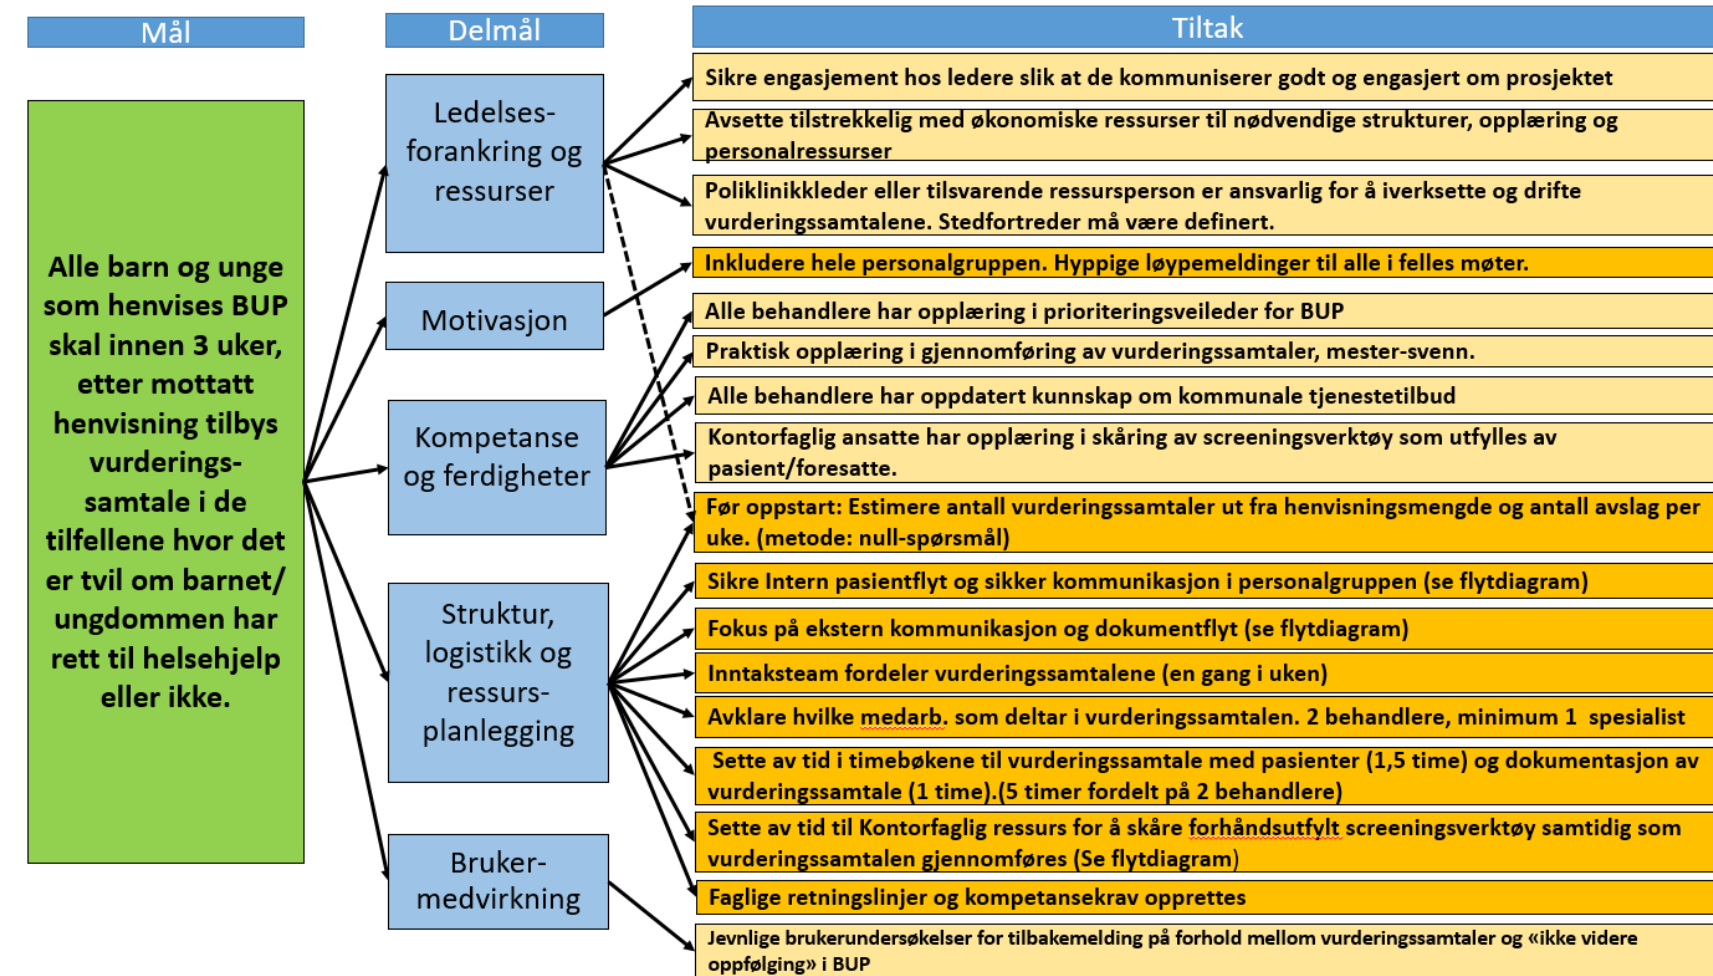 Mål
Delmål
Tiltak
Alle barn og unge
som henvises BUP
skal innen 3 uker,
etter mottatt
henvisning tilbys
vurderings-
samtale i de
tilfellene hvor det
er tvil om barnet/
ungdommen har
rett til helsehjelp
eller ikke.
Ledelses-
forankring og
ressurser
Sikre engasjement hos ledere slik at de kommuniserer godt og engasjert om prosjektet
Avsette tilstrekkelig med økonomiske ressurser til nødvendige strukturer, opplæring og
personalressurser
Poliklinikkleder eller tilsvarende ressursperson er ansvarlig for å iverksette og drifte
vurderingssamtalene. Stedfortreder må være definert.
Motivasjon
Inkludere hele personalgruppen. Hyppige løypemeldinger til alle i felles møter.
Kompetanse
og ferdigheter
Alle behandlere har opplæring i prioriteringsveileder for BUP
Praktisk opplæring i gjennomføring av vurderingssamtaler, mester-svenn.
Alle behandlere har oppdatert kunnskap om kommunale tjenestetilbud
Kontorfaglig ansatte har opplæring i skåring av screeningsverktøy som utfylles av
pasient/foresatte.
Struktur,
logistikk og
ressurs-
planlegging
Før oppstart: Estimere antall vurderingssamtaler ut fra henvisningsmengde og antall avslag per
uke. (metode: null-spørsmål)
Sikre Intern pasientflyt og sikker kommunikasjon i personalgruppen (se flytdiagram)
Fokus på ekstern kommunikasjon og dokumentflyt (se flytdiagram)
Inntaksteam fordeler vurderingssamtalene (en gang i uken)
Avklare hvilke medarb. som deltar i vurderingssamtalen. 2 behandlere, minimum 1 spesialist
Sette av tid i timebøkene til vurderingssamtale med pasienter (1,5 time) og dokumentasjon av
vurderingssamtale (1 time).(5 timer fordelt på 2 behandlere)
Sette av tid til Kontorfaglig ressurs for å skåre forhåndsutfylt screeningsverktøy samtidig som
vurderingssamtalen gjennomføres (Se flytdiagram)
Faglige retningslinjer og kompetansekrav opprettes
Bruker-
medvirkning
Jevnlige brukerundersøkelser for tilbakemelding på forhold mellom vurderingssamtaler og «ikke videre
oppfølging» i BUP